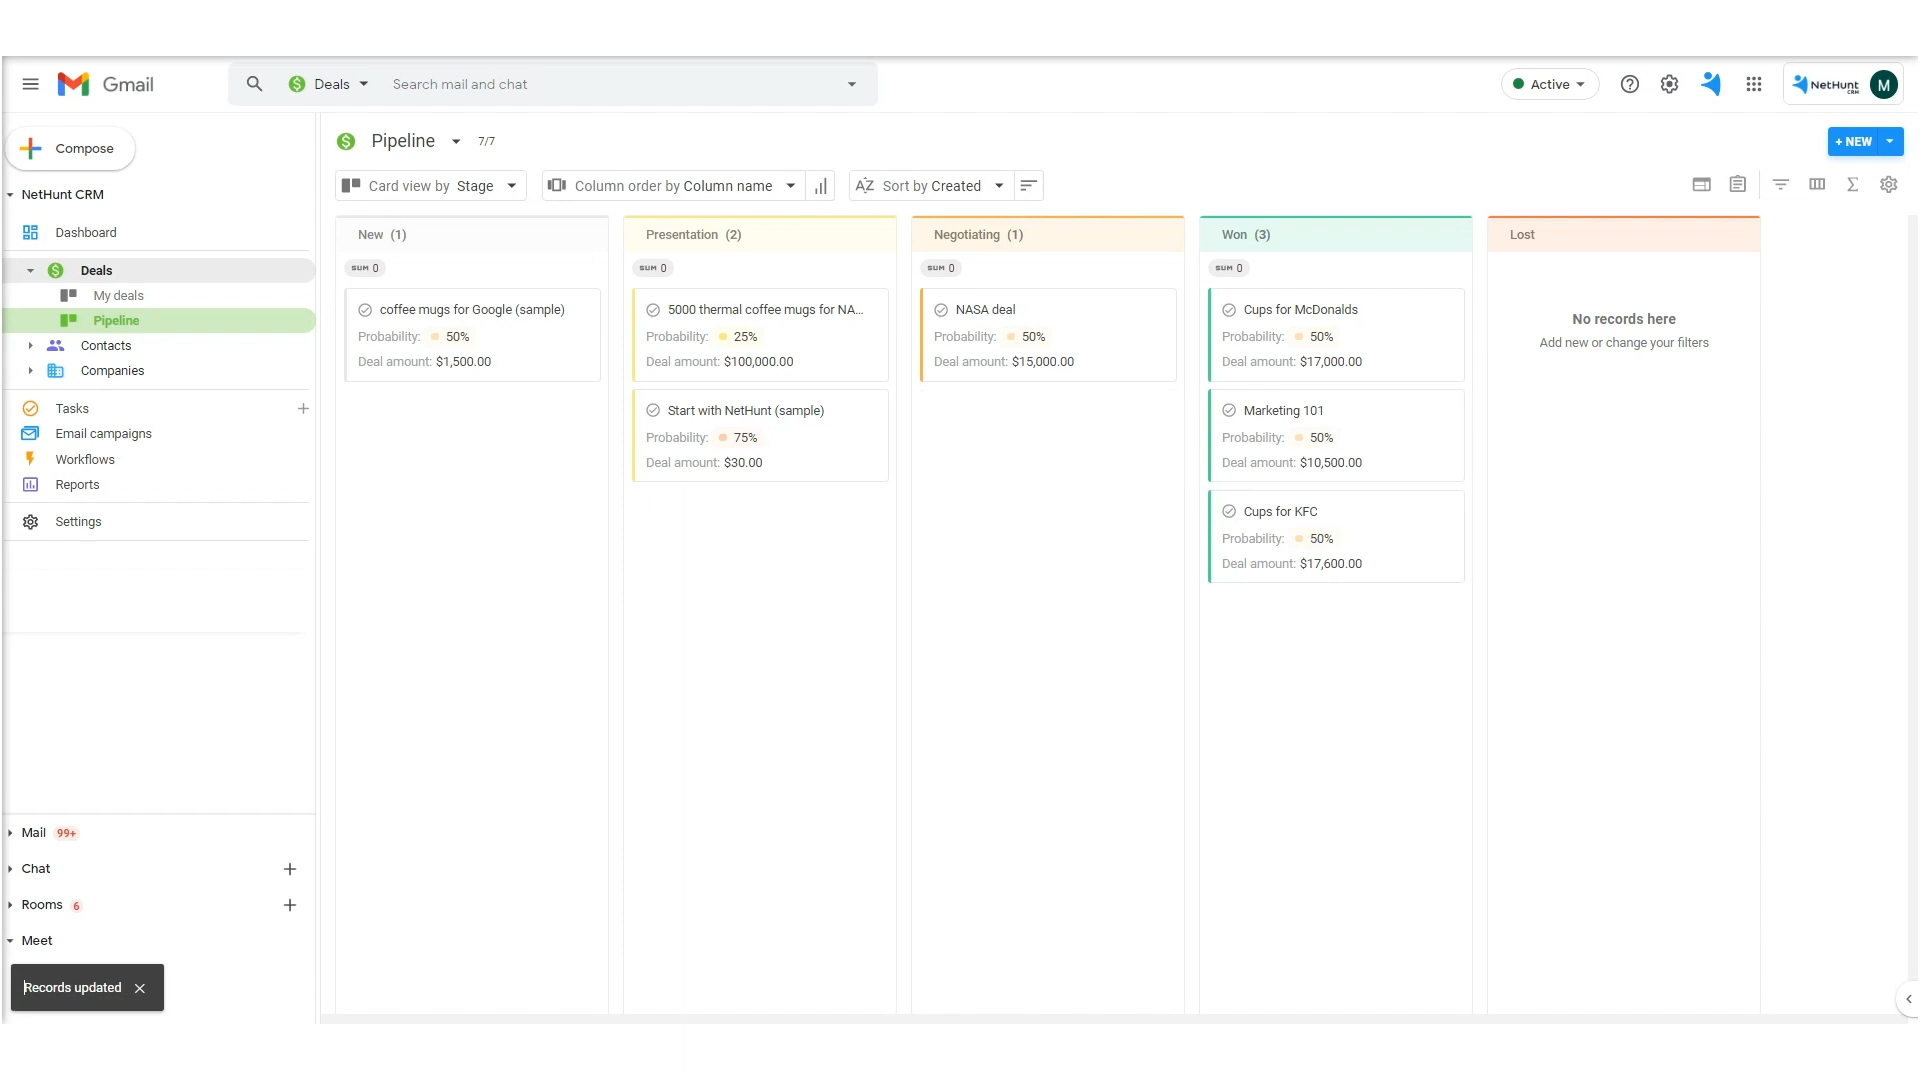 Gmail
Deals
Search mail and chat
Active
NetHunt
CRM
M
Compose
NetHunt CRM
Dashboard
Deals
My deals
Pipeline
Contacts
Companies
Tasks
Email campaigns
Workflows
Reports
Settings
Mail 99+
Chat
Rooms 6
Meet
Records updated
Pipeline 7/7
+ NEW
Card view by Stage
Column order by Column name
AZ Sort by Created
New (1)
SUM 0
coffee mugs for Google (sample)
Probability: 50%
Deal amount: $1,500.00
Presentation (2)
SUM 0
5000 thermal coffee mugs for NA...
Probability: 25%
Deal amount: $100,000.00
Start with NetHunt (sample)
Probability: 75%
Deal amount: $30.00
Negotiating (1)
SUM 0
NASA deal
Probability: 50%
Deal amount: $15,000.00
Won (3)
SUM 0
Cups for McDonalds
Probability: 50%
Deal amount: $17,000.00
Marketing 101
Probability: 50%
Deal amount: $10,500.00
Cups for KFC
Probability: 50%
Deal amount: $17,600.00
Lost
No records here
Add new or change your filters